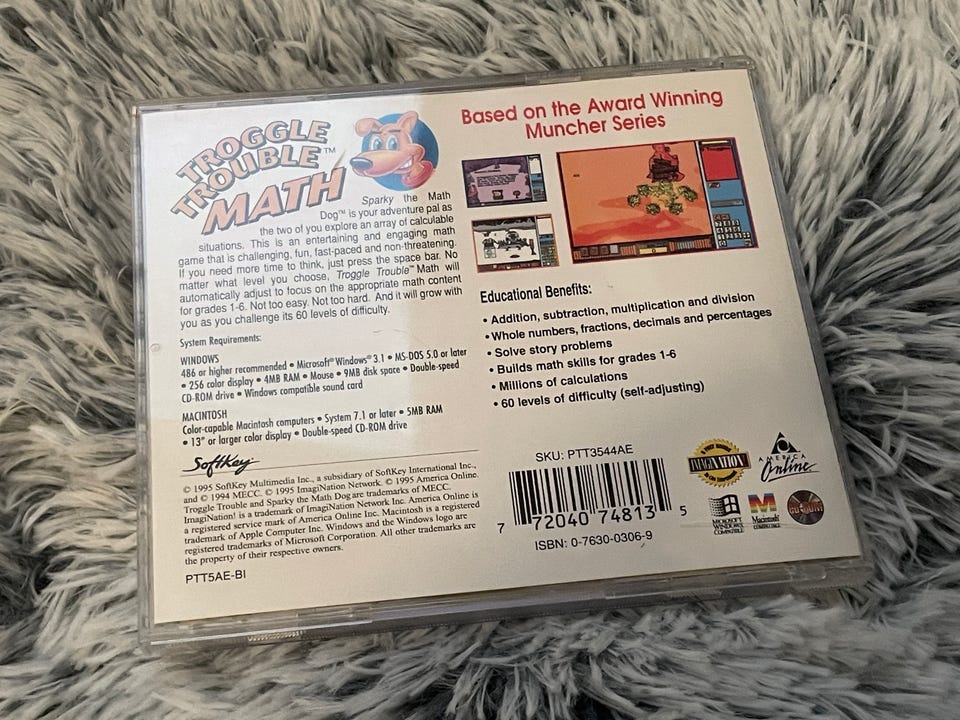 TROGGLE
TROUBLE™
MATH
Sparky the Math
Dog™ is your adventure pal as
the two of you explore an array of calculable
situations. This is an entertaining and engaging math
game that is challenging, fun, fast-paced and non-threatening.
If you need more time to think, just press the space bar. No
matter what level you choose, Troggle Trouble™ Math will
automatically adjust to focus on the appropriate math content
for grades 1-6. Not too easy. Not too hard. And it will grow with
you as you challenge its 60 levels of difficulty.
System Requirements:
WINDOWS
486 or higher recommended • Microsoft® Windows® 3.1 • MS-DOS 5.0 or later
• 256 color display • 4MB RAM • Mouse • 9MB disk space • Double-speed
CD-ROM drive • Windows compatible sound card
MACINTOSH
Color-capable Macintosh computers • System 7.1 or later • 5MB RAM
• 13" or larger color display • Double-speed CD-ROM drive
SoftKey
© 1995 SoftKey Multimedia Inc., a subsidiary of SoftKey International Inc.,
and © 1994 MECC. © 1995 ImagiNation Network. © 1995 America Online.
Troggle Trouble and Sparky the Math Dog are trademarks of MECC.
ImagiNation! is a trademark of ImagiNation Network Inc. America Online is
a registered service mark of America Online Inc. Macintosh is a registered
trademark of Apple Computer Inc. Windows and the Windows logo are
registered trademarks of Microsoft Corporation. All other trademarks are
the property of their respective owners.
PTT5AE-BI
Based on the Award Winning
Muncher Series
Educational Benefits:
• Addition, subtraction, multiplication and division
• Whole numbers, fractions, decimals and percentages
• Solve story problems
• Builds math skills for grades 1-6
• Millions of calculations
• 60 levels of difficulty (self-adjusting)
SKU: PTT3544AE
7 72040 74813 5
ISBN: 0-7630-0306-9
IMAGINATION
AMERICA
Online
MICROSOFT
WINDOWS
COMPATIBLE
Macintosh
COMPATIBLE
CD-ROM